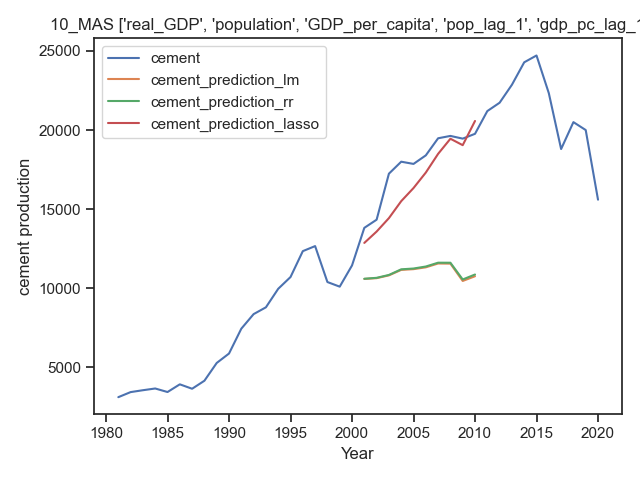 10_MAS ['real_GDP', 'population', 'GDP_per_capita', 'pop_lag_1', 'gdp_pc_lag_1
cement
cement_prediction_lm
cement_prediction_rr
cement_prediction_lasso
cement production
25000
20000
15000
10000
5000
1980 1985 1990 1995 2000 2005 2010 2015 2020
Year